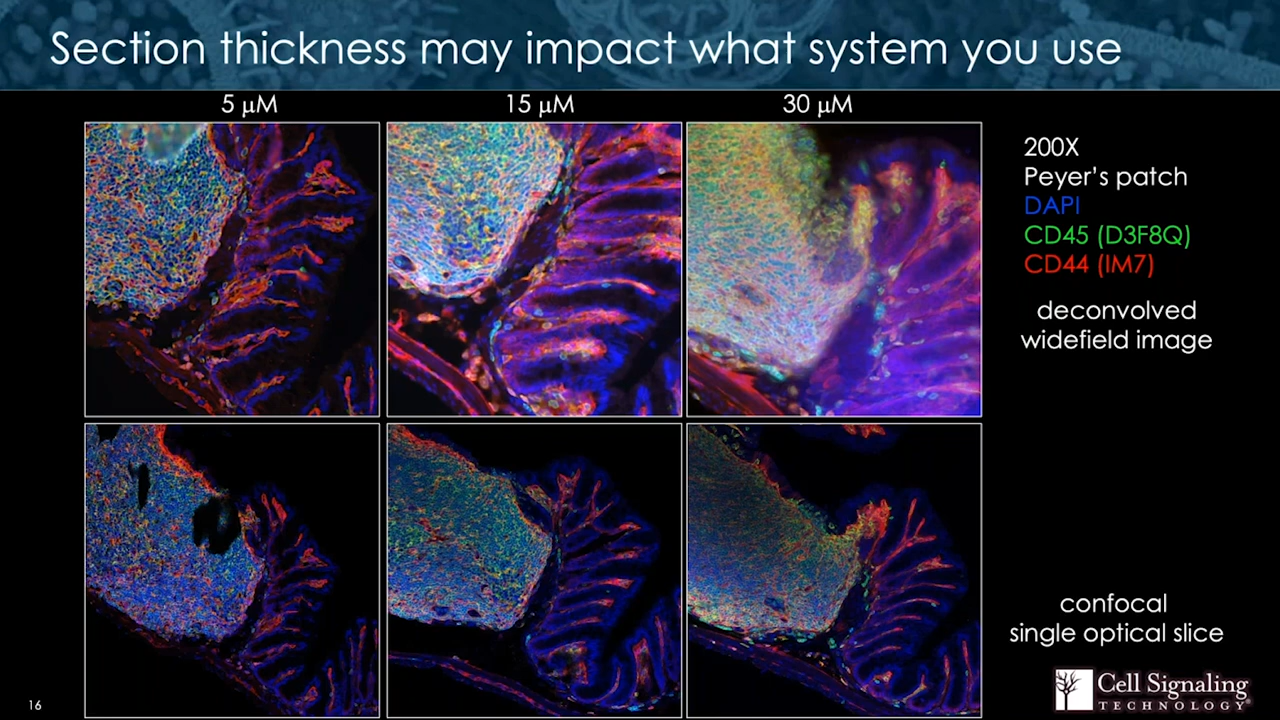 Section thickness may impact what system you use
5 μM
15 μM
30 μM
200X
Peyer's patch
DAPI
CD45 (D3F8Q)
CD44 (IM7)
deconvolved
widefield image
confocal
single optical slice
Cell Signaling
TECHNOLOGY®
16